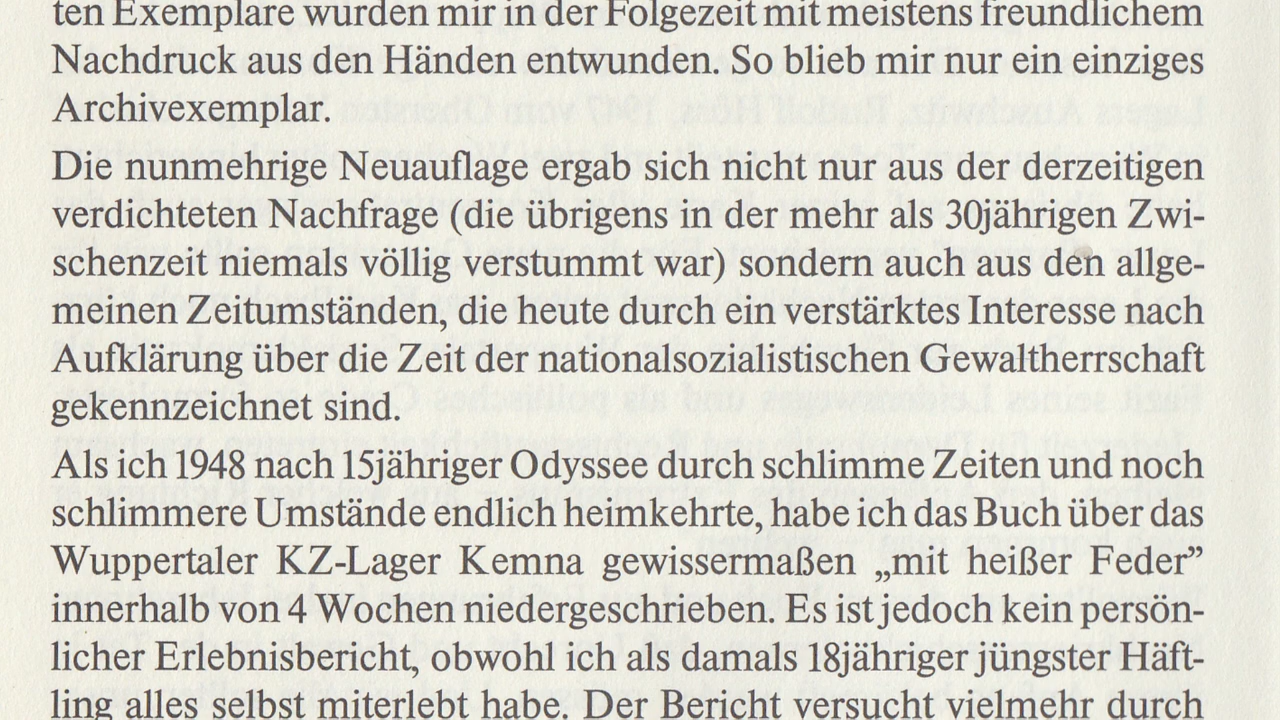 ten Exemplare wurden mir in der Folgezeit mit meistens freundlichem
Nachdruck aus den Händen entwunden. So blieb mir nur ein einziges
Archivexemplar.
Die nunmehrige Neuauflage ergab sich nicht nur aus der derzeitigen
verdichteten Nachfrage (die übrigens in der mehr als 30jährigen Zwi-
schenzeit niemals völlig verstummt war) sondern auch aus den allge-
meinen Zeitumständen, die heute durch ein verstärktes Interesse nach
Aufklärung über die Zeit der nationalsozialistischen Gewaltherrschaft
gekennzeichnet sind.
Als ich 1948 nach 15jähriger Odyssee durch schlimme Zeiten und noch
schlimmere Umstände endlich heimkehrte, habe ich das Buch über das
Wuppertaler KZ-Lager Kemna gewissermaßen „mit heißer Feder”
innerhalb von 4 Wochen niedergeschrieben. Es ist jedoch kein persön-
licher Erlebnisbericht, obwohl ich als damals 18jähriger jüngster Häft-
ling alles selbst miterlebt habe. Der Bericht versucht vielmehr durch